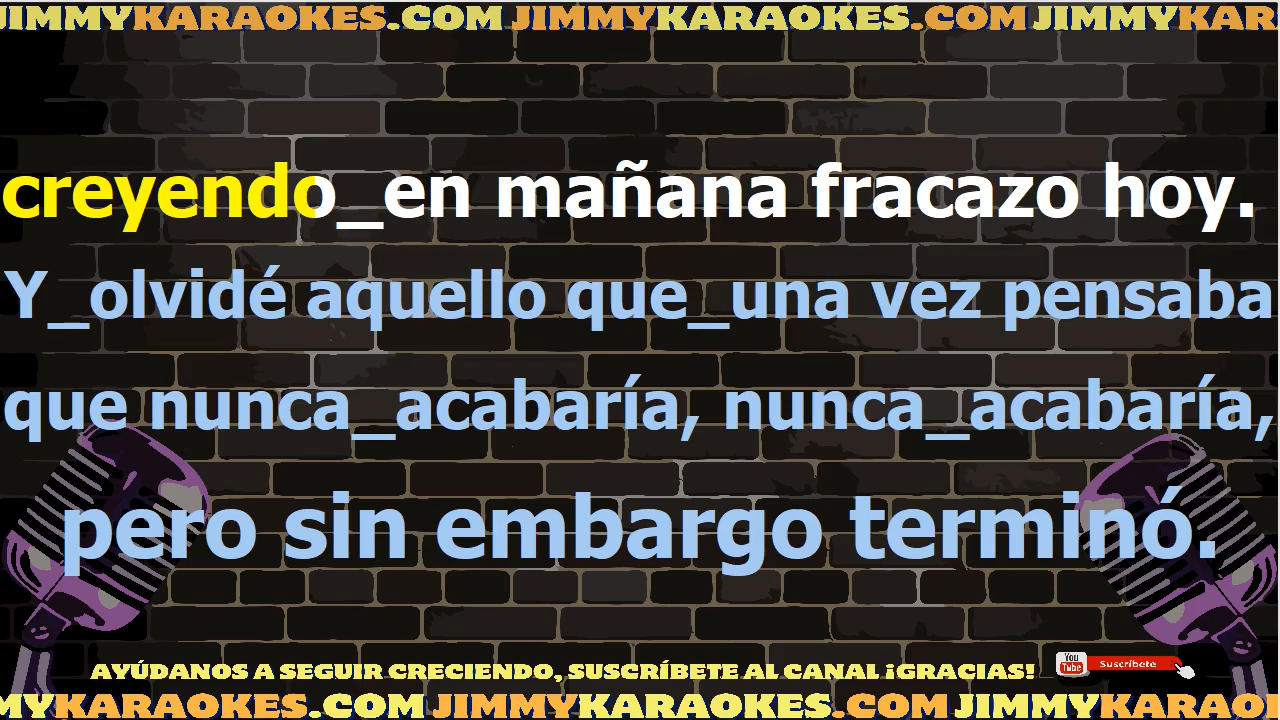 JIMMYKARAOKES.COM JIMMYKARAOKES.COM JIMMYKAR
creyendo_en mañana fracazo hoy.
Y_olvidé aquello que_una vez pensaba
que nunca_acabaría, nunca_acabaría,
pero sin embargo terminó.
AYÚDANOS A SEGUIR CRECIENDO, SUSCRÍBETE AL CANAL ¡GRACIAS!
You Tube Suscríbete
MYKARAOKES.COM JIMMYKARAOKES.COM JIMMYKARAO